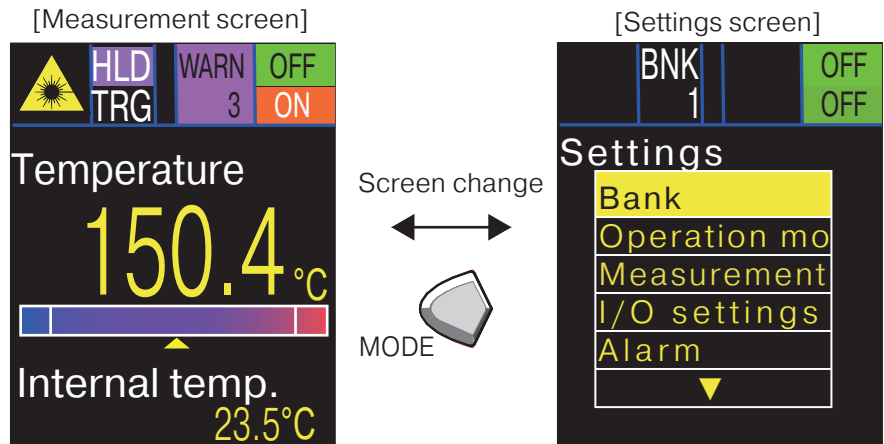 [Measurement screen]
HLD WARN OFF
TRG 3 ON
Temperature
150.4 °C
Internal temp.
23.5°C
Screen change
MODE
[Settings screen]
BNK OFF
1 OFF
Settings
Bank
Operation mo
Measurement
I/O settings
Alarm